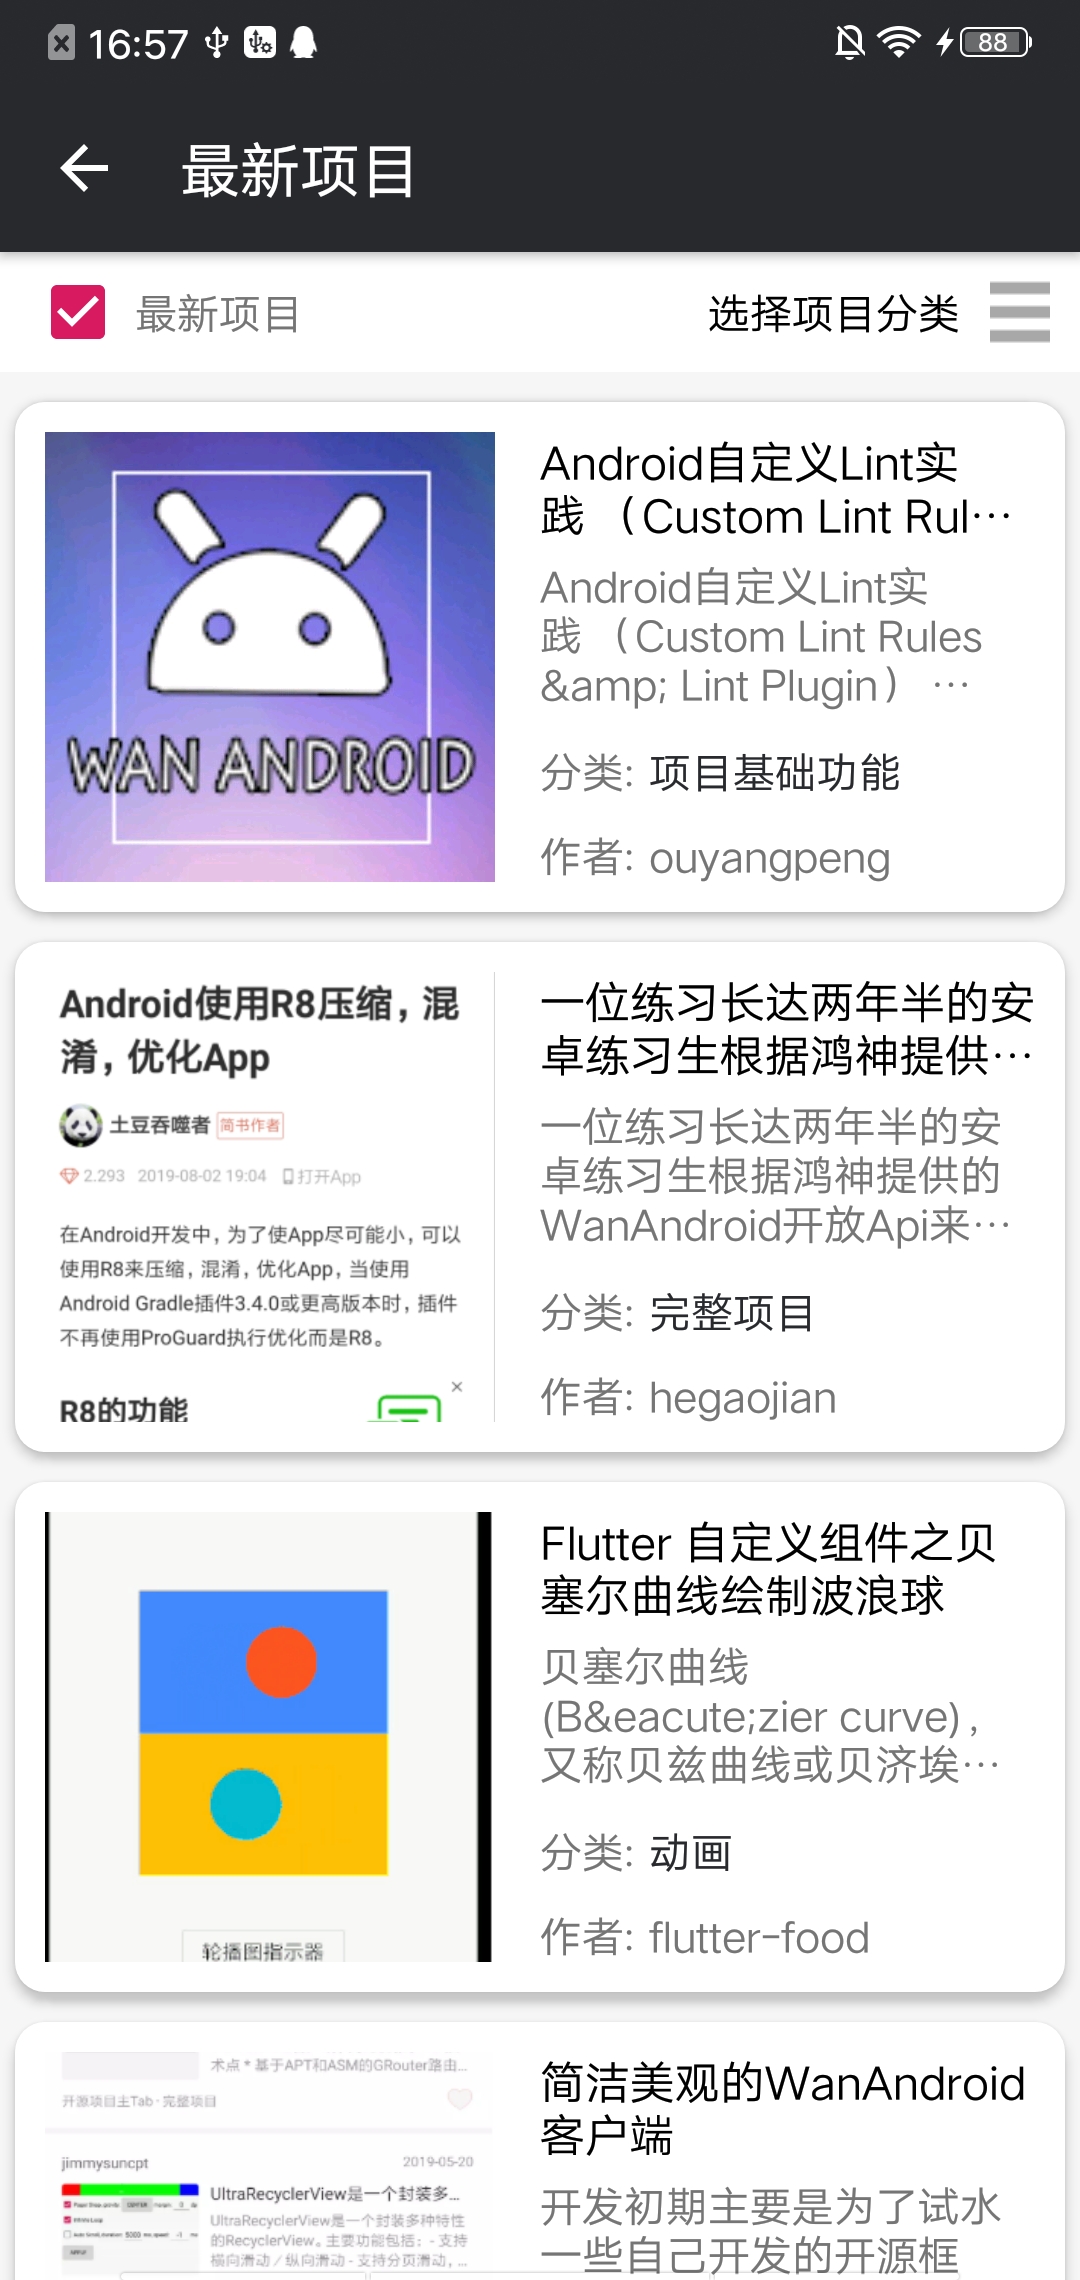 16:57
88
最新项目
最新项目
选择项目分类
WAN ANDROID
Android自定义Lint实
践 （Custom Lint Rul…
Android自定义Lint实
践 （Custom Lint Rules
&amp; Lint Plugin） …
分类: 项目基础功能
作者: ouyangpeng
Android使用R8压缩，混
淆，优化App
土豆吞噬者 简书作者
2.293 2019-08-02 19:04 打开App
在Android开发中，为了使App尽可能小，可以
使用R8来压缩，混淆，优化App，当使用
Android Gradle插件3.4.0或更高版本时，插件
不再使用ProGuard执行优化而是R8。
R8的功能
一位练习长达两年半的安
卓练习生根据鸿神提供…
一位练习长达两年半的安
卓练习生根据鸿神提供的
WanAndroid开放Api来…
分类: 完整项目
作者: hegaojian
轮播图指示器
Flutter 自定义组件之贝
塞尔曲线绘制波浪球
贝塞尔曲线
(B&eacute;zier curve)，
又称贝兹曲线或贝济埃…
分类: 动画
作者: flutter-food
术点 * 基于APT和ASM的GRouter路由...
开源项目主Tab · 完整项目
jimmysuncpt
2019-05-20
UltraRecyclerView是一个封装多...
UltraRecyclerView是一个封装多种特性
的RecyclerView。主要功能包括：- 支持
横向滑动／纵向滑动 - 支持分页滑动，...
简洁美观的WanAndroid
客户端
开发初期主要是为了试水
一些自己开发的开源框